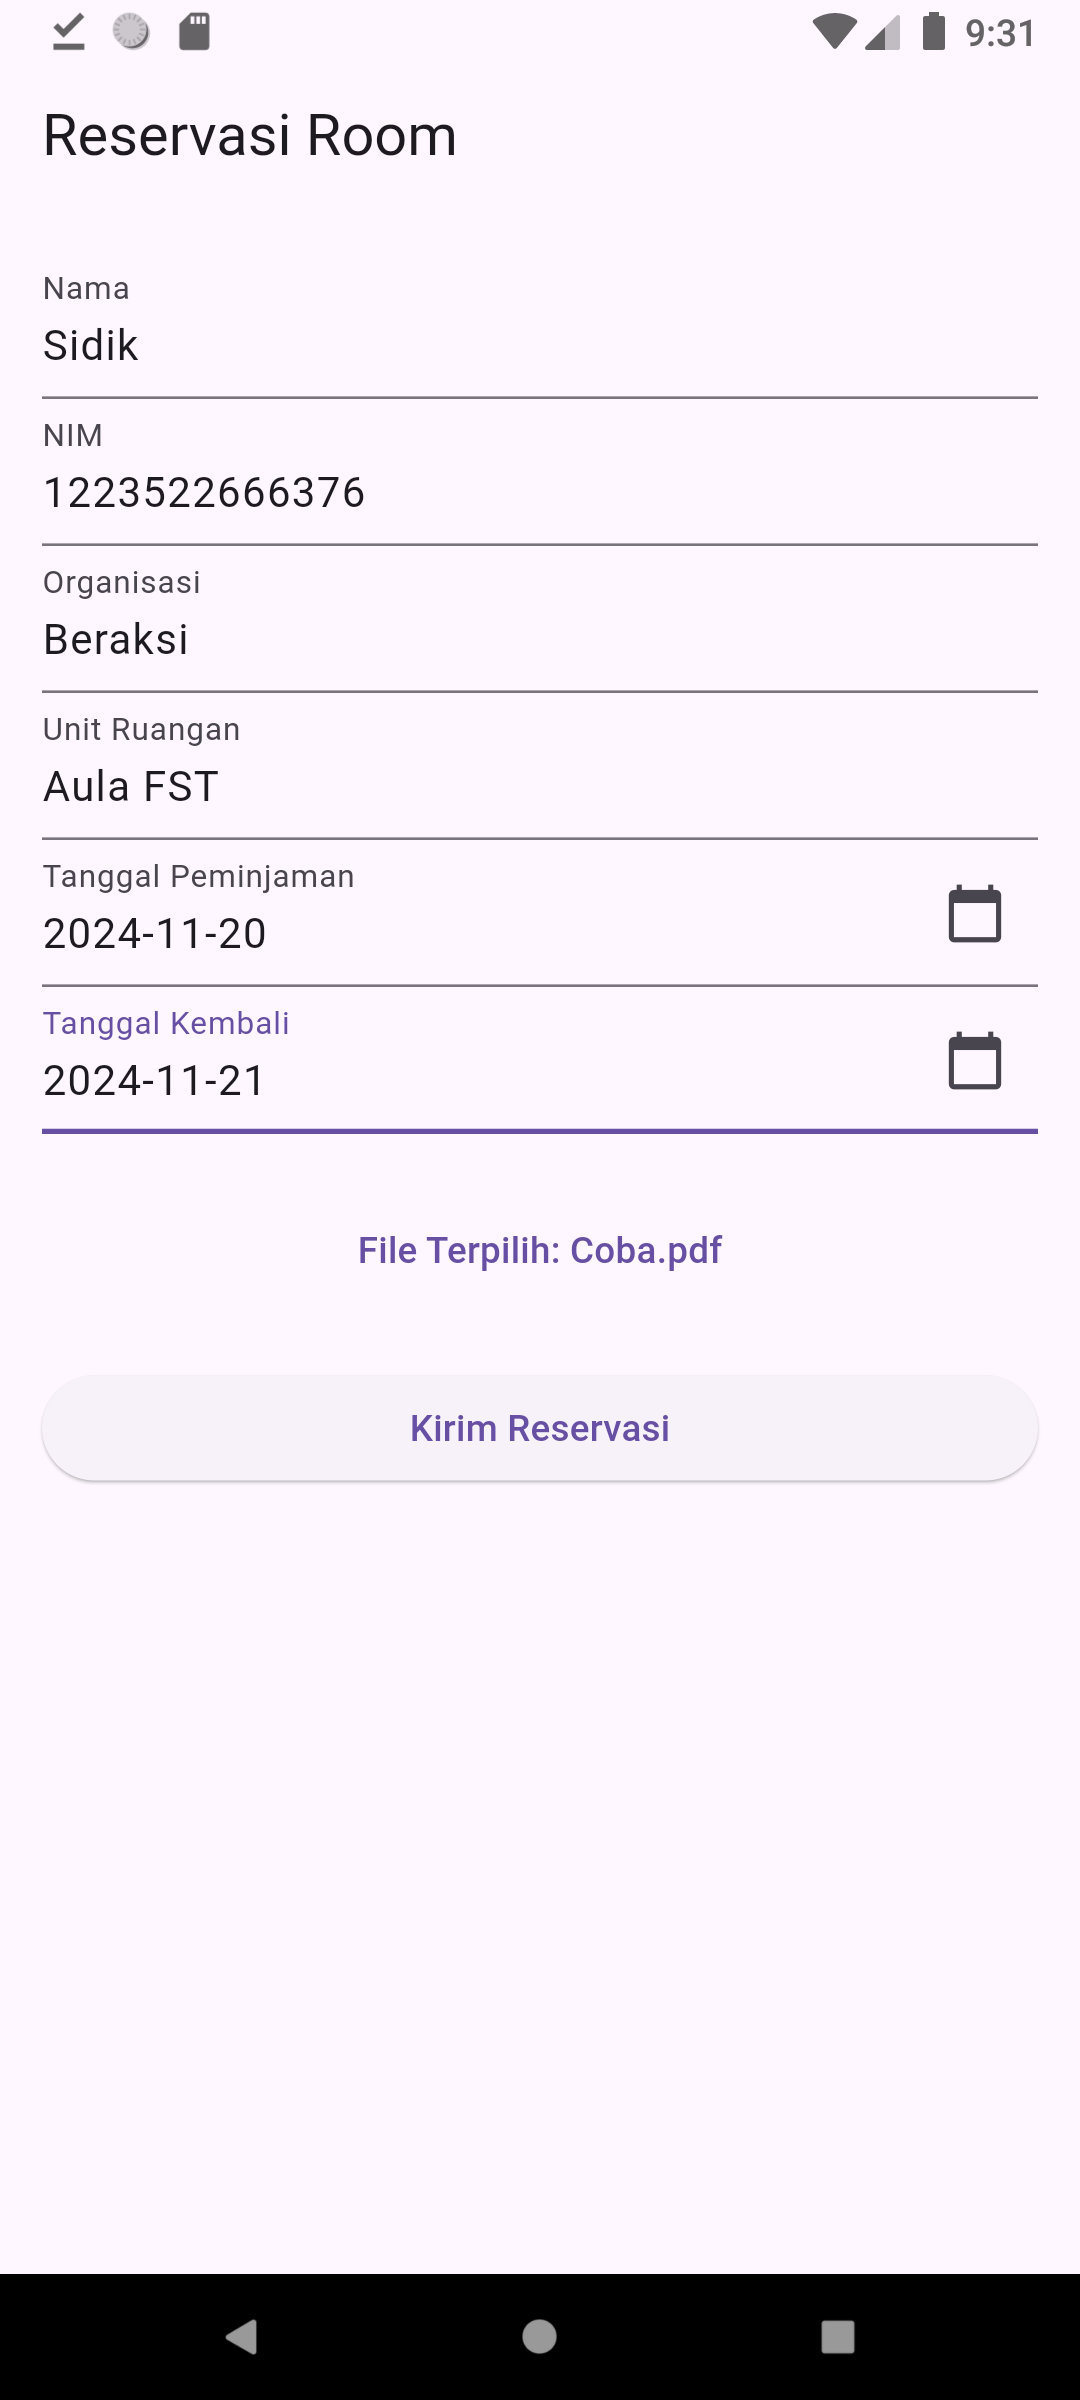 9:31
Reservasi Room
Nama
Sidik
NIM
1223522666376
Organisasi
Beraksi
Unit Ruangan
Aula FST
Tanggal Peminjaman
2024-11-20
Tanggal Kembali
2024-11-21
File Terpilih: Coba.pdf
Kirim Reservasi